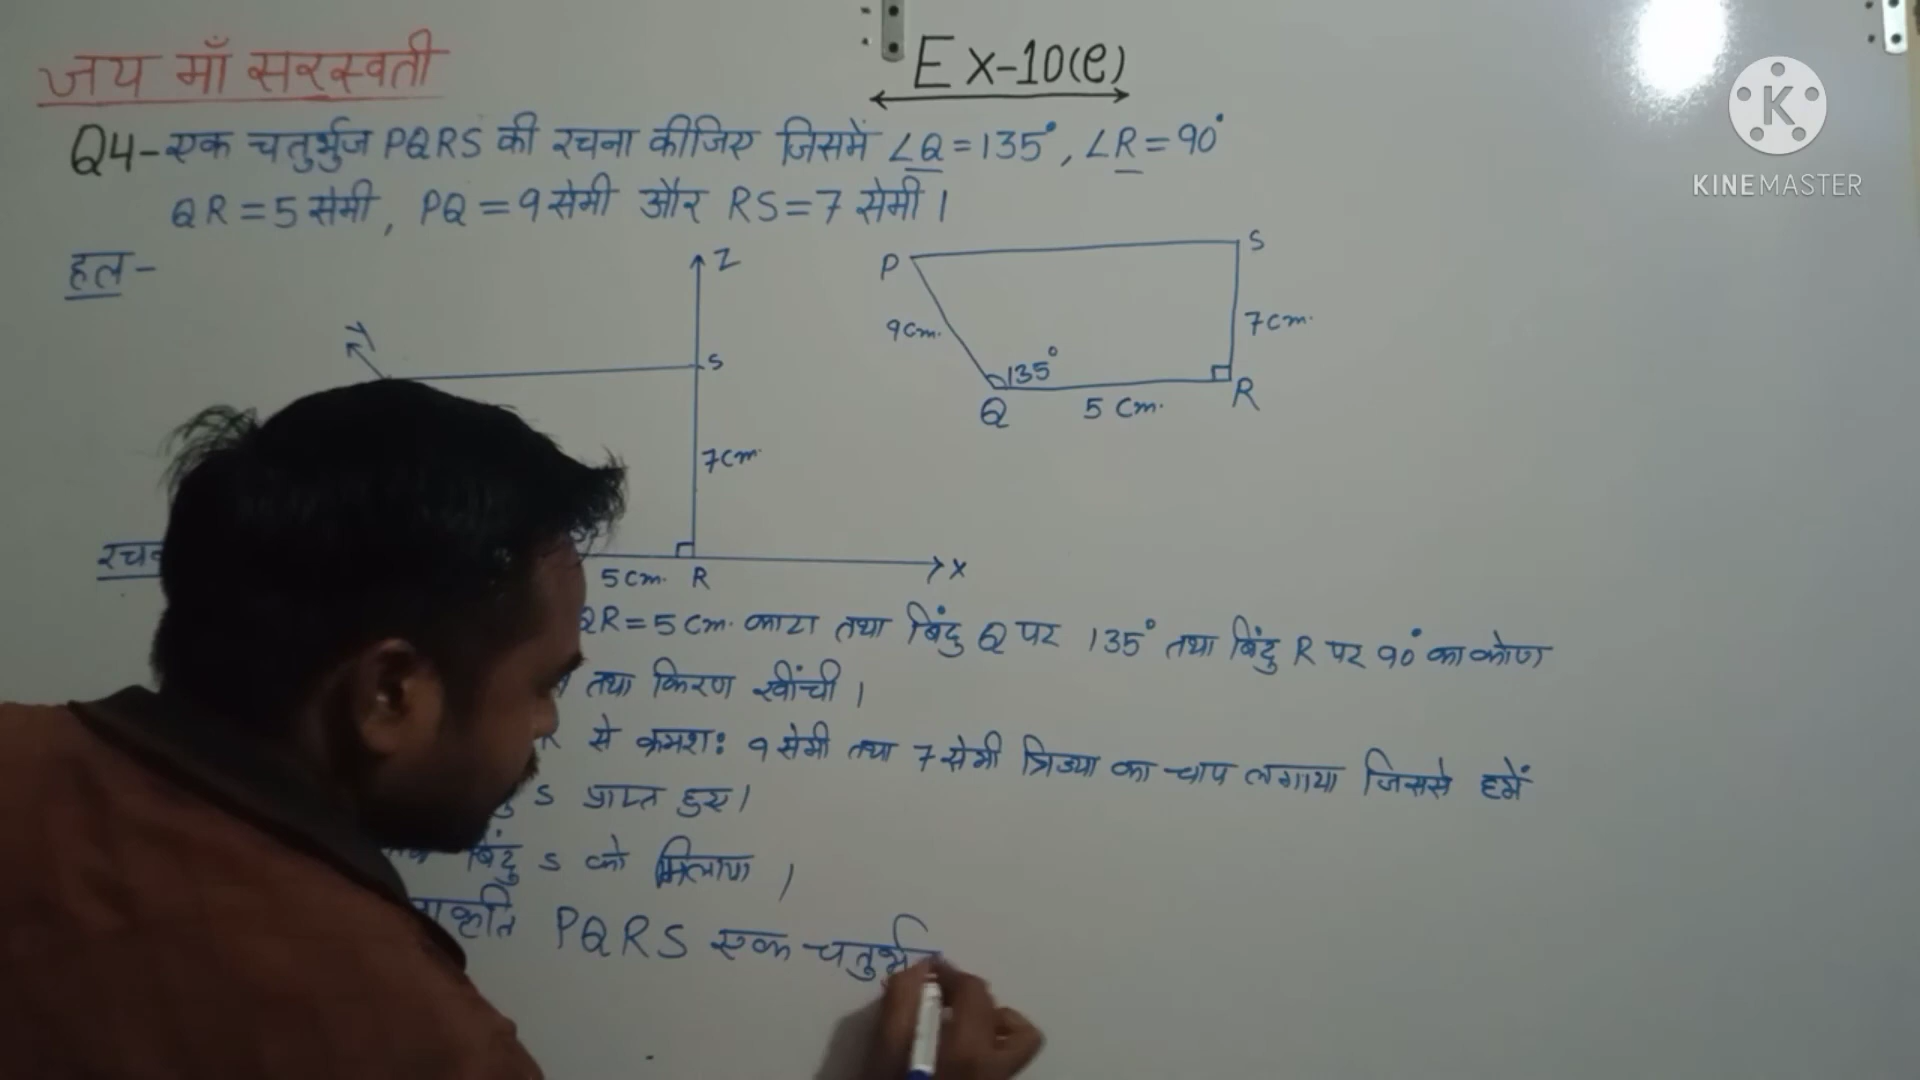 जय माँ सरस्वती
Ex-10(e)
K
KINEMASTER
Q4- एक चतुर्भुज PQRS की रचना कीजिए जिसमें ∠Q = 135°, ∠R = 90°
QR = 5 सेमी, PQ = 9 सेमी और RS = 7 सेमी।
हल -
Z
S
7cm.
5cm. R
X
P
S
9cm.
7cm.
135°
Q
5 cm.
R
QR = 5 cm. काटा तथा बिंदु Q पर 135° तथा बिंदु R पर 90° का कोण
तथा किरण खींची।
R से क्रमशः 9 सेमी तथा 7 सेमी त्रिज्या का चाप लगाया जिससे हमें
S प्राप्त हुए।
बिंदु S को मिलाया।
PQRS एक